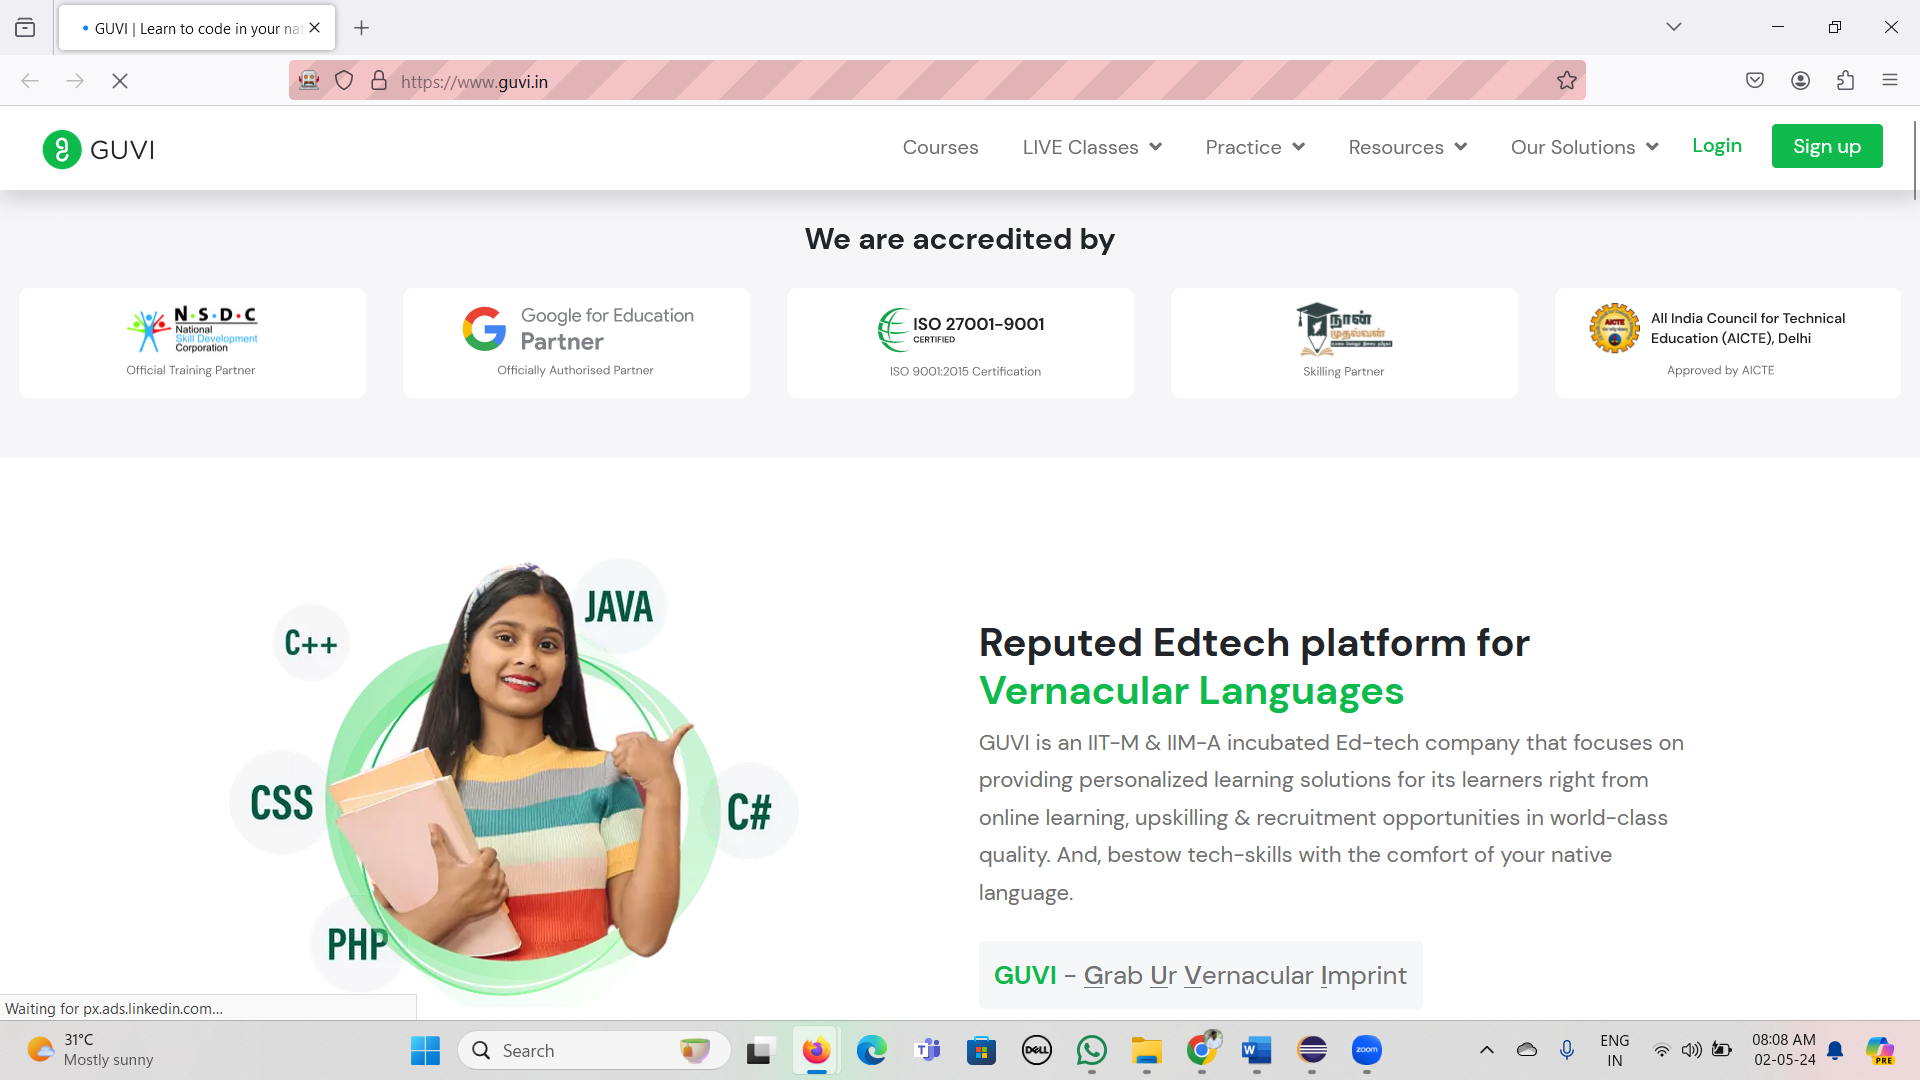 GUVI | Learn to code in your nat
https://www.guvi.in
GUVI
Courses
LIVE Classes
Practice
Resources
Our Solutions
Login
Sign up
We are accredited by
N·S·D·C
National
Skill Development
Corporation
Official Training Partner
Google for Education
Partner
Officially Authorised Partner
ISO 27001-9001
CERTIFIED
ISO 9001:2015 Certification
நான்
முதல்வன்
Skilling Partner
AICTE
All India Council for Technical
Education (AICTE), Delhi
Approved by AICTE
JAVA
C++
CSS
C#
PHP
Reputed Edtech platform for
Vernacular Languages
GUVI is an IIT-M & IIM-A incubated Ed-tech company that focuses on
providing personalized learning solutions for its learners right from
online learning, upskilling & recruitment opportunities in world-class
quality. And, bestow tech-skills with the comfort of your native
language.
GUVI - Grab Ur Vernacular Imprint
Waiting for px.ads.linkedin.com...
31°C
Mostly sunny
Search
DELL
W
zoom
ENG
IN
08:08 AM
02-05-24
PRE